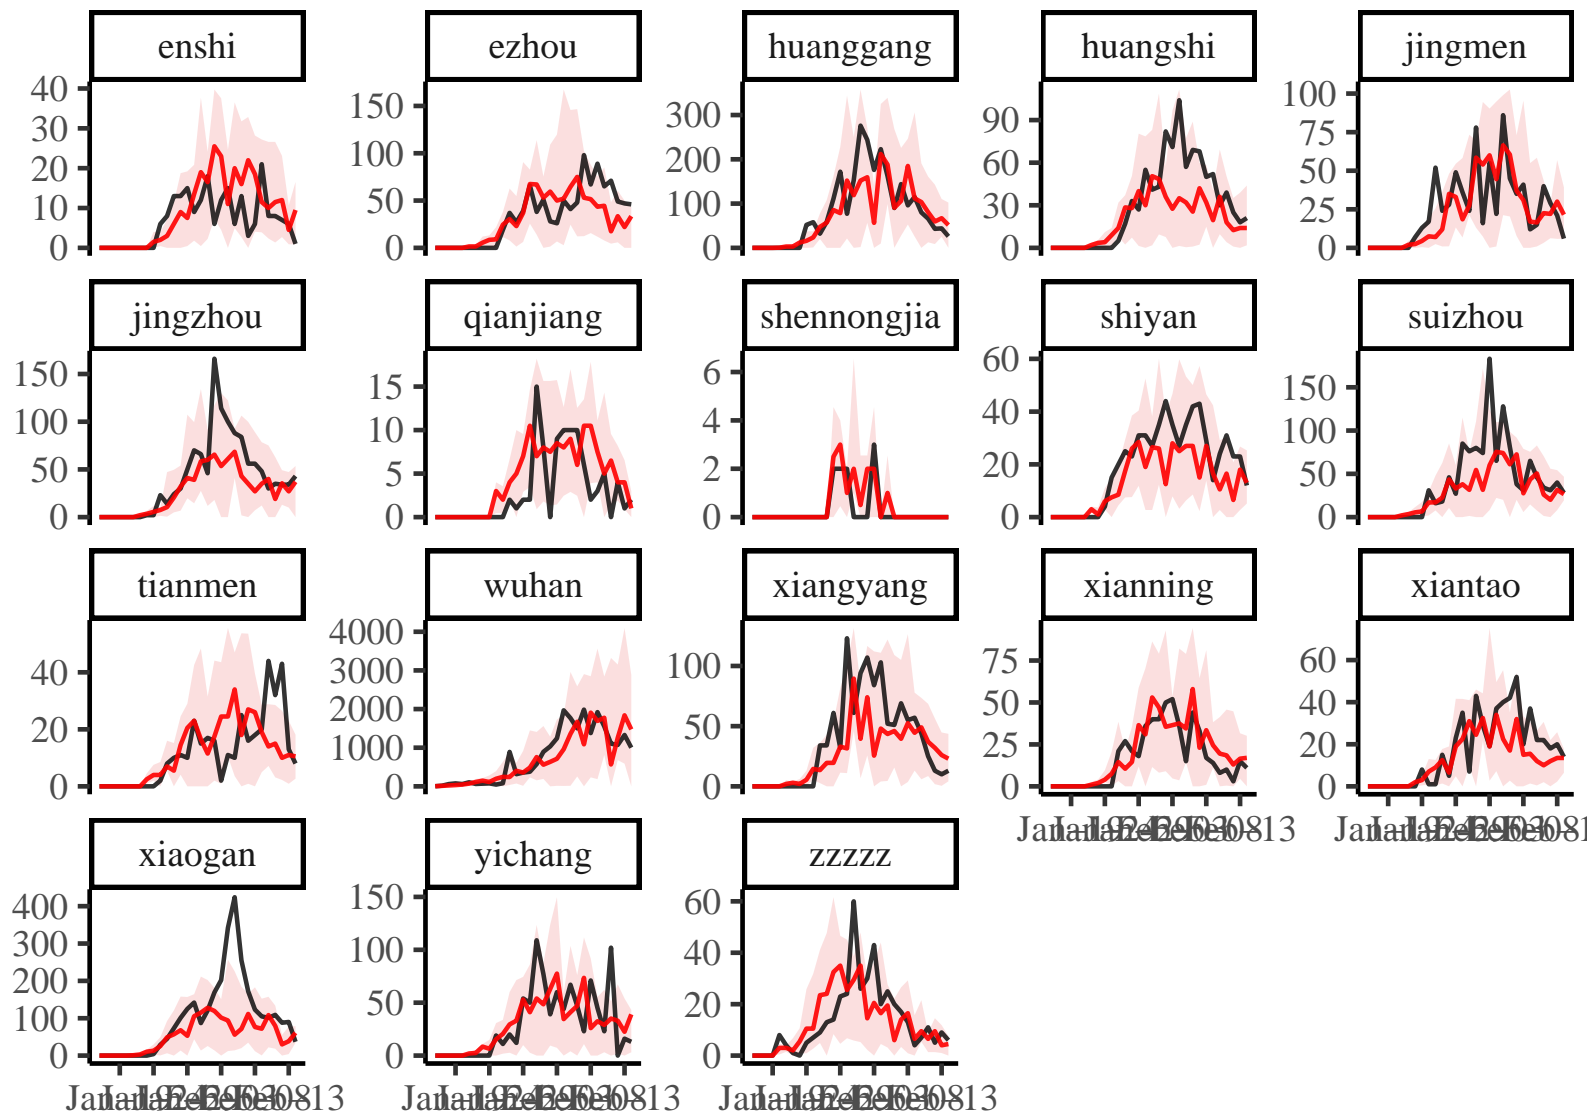 enshi ezhou huanggang huangshi jingmen
40 30 20 10 0
150 100 50 0
300 200 100 0
90 60 30 0
100 75 50 25 0
jingzhou qianjiang shennongjia shiyan suizhou
150 100 50 0
15 10 5 0
6 4 2 0
60 40 20 0
150 100 50 0
tianmen wuhan xiangyang xianning xiantao
40 20 0
4000 3000 2000 1000 0
100 50 0
75 50 25 0
60 40 20 0
xiaogan yichang zzzzz
400 300 200 100 0
150 100 50 0
60 40 20 0